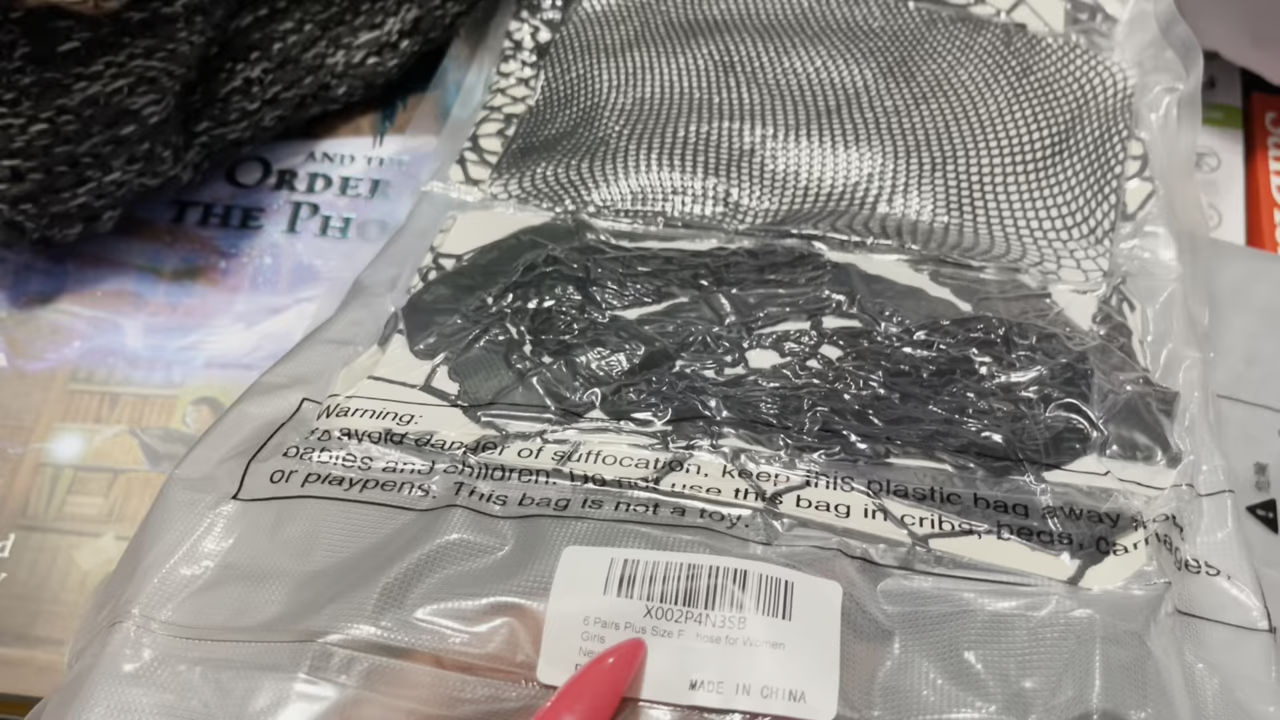 AND THE
ORDER
THE PHO
Warning:
to avoid danger of suffocation, keep this plastic bag away from
babies and children. Do not use this bag in cribs, beds, carriages,
or playpens. This bag is not a toy.
X002P4N3SB
6 Pairs Plus Size F hose for Women
Girls
New
MADE IN CHINA